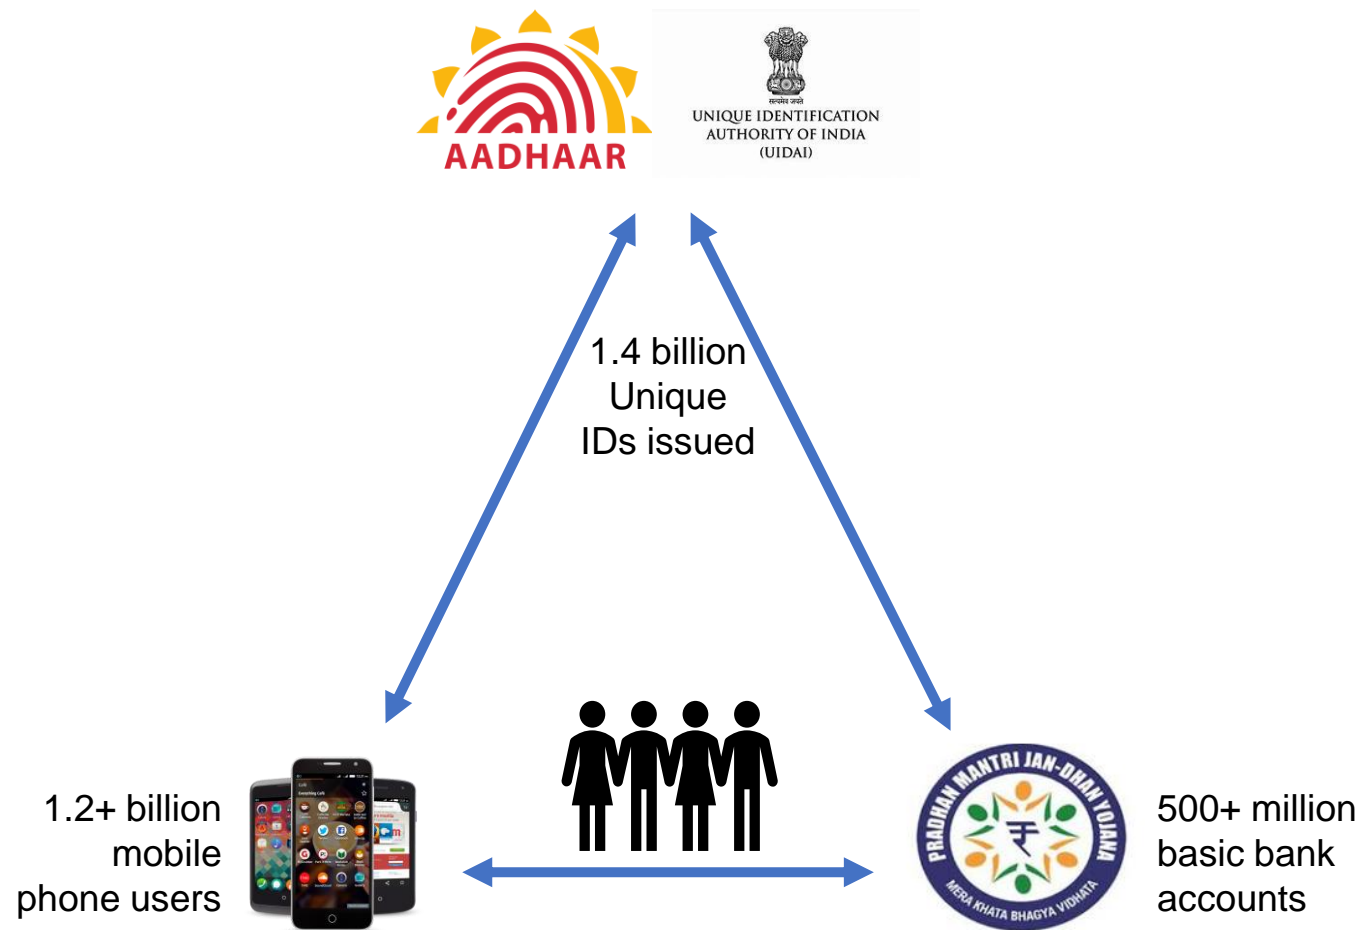 AADHAAR
सत्यमेव जयते
UNIQUE IDENTIFICATION
AUTHORITY OF INDIA
(UIDAI)
1.4 billion
Unique
IDs issued
1.2+ billion
mobile
phone users
PRADHAN MANTRI JAN-DHAN YOJANA
₹
MERA KHATA BHAGYA VIDHATA
500+ million
basic bank
accounts